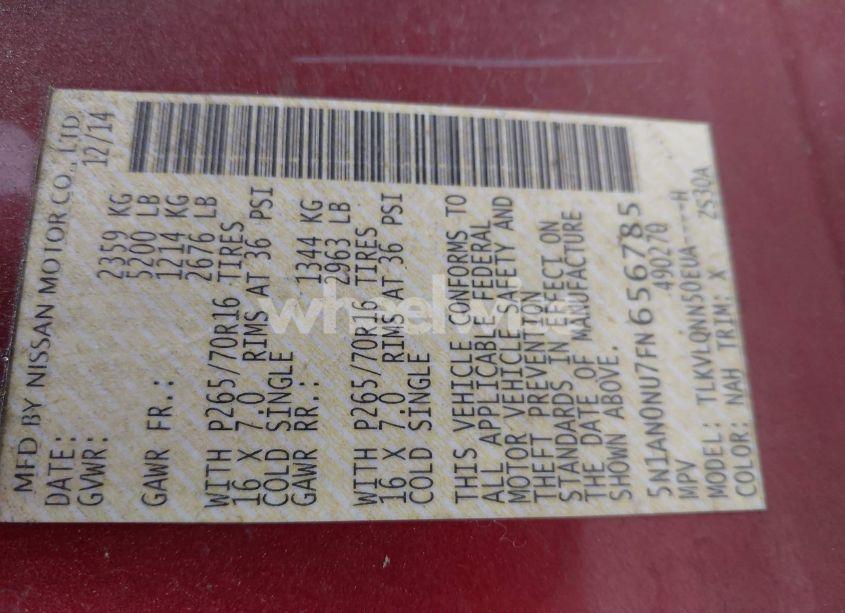 MFD BY NISSAN MOTOR CO., LTD
DATE: 12/14
GVWR: 2359 KG
5200 LB
GAWR FR.: 1214 KG
2676 LB
WITH P265/70R16 TIRES
16 X 7.0 RIMS AT 36 PSI
COLD SINGLE
GAWR RR.: 1344 KG
2963 LB
WITH P265/70R16 TIRES
16 X 7.0 RIMS AT 36 PSI
COLD SINGLE
THIS VEHICLE CONFORMS TO
ALL APPLICABLE FEDERAL
MOTOR VEHICLE SAFETY AND
THEFT PREVENTION
STANDARDS IN EFFECT ON
THE DATE OF MANUFACTURE
SHOWN ABOVE.
5N1AN0NU7FN656785
MPV 490270
MODEL: TLKVLQNN50EUA----H
COLOR: NAH TRIM: X ZS30A